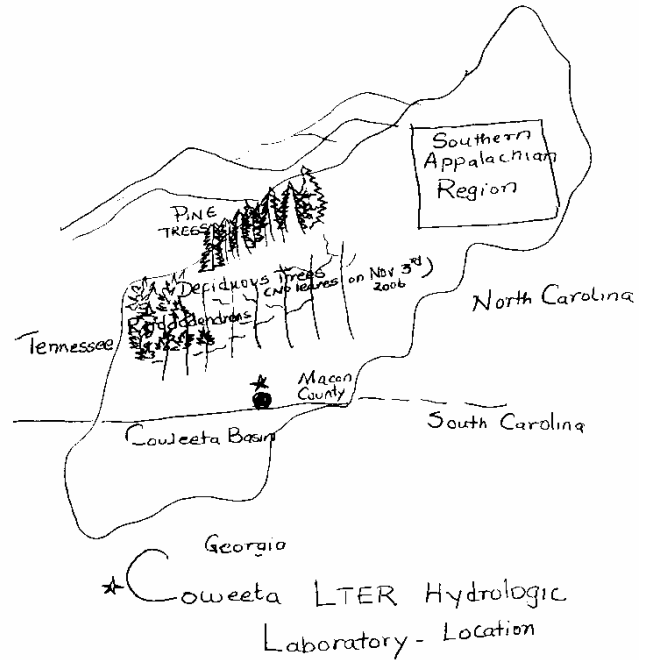 Southern
Appalachian
Region
PINE
TREES
Deciduous Trees
(NO leaves on Nov 3rd)
2006
Rhododendrons
North Carolina
Tennessee
Macon
County
South Carolina
Coweeta Basin
Georgia
Coweeta LTER Hydrologic
Laboratory - Location